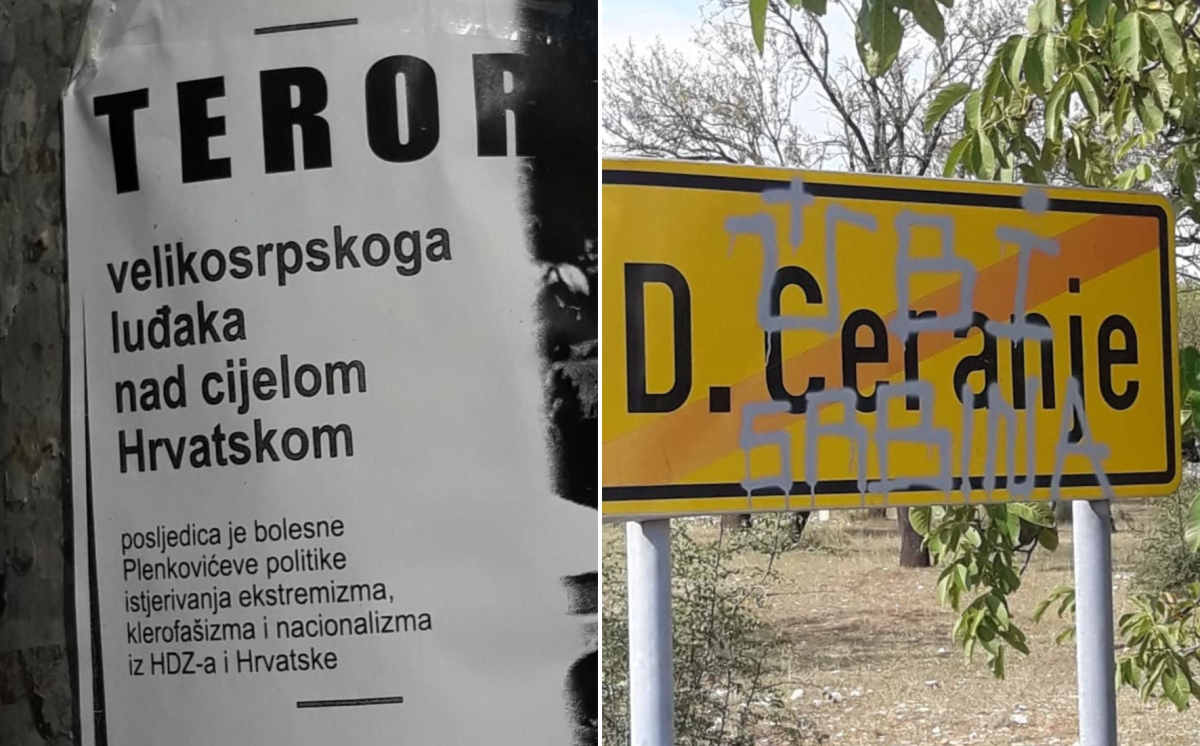 TEROR
velikosrpskoga
luđaka
nad cijelom
Hrvatskom
posljedica je bolesne
Plenkovićeve politike
istjerivanja ekstremizma,
klerofašizma i nacionalizma
iz HDZ-a i Hrvatske
UBI
D. Ceranje
SRBINA